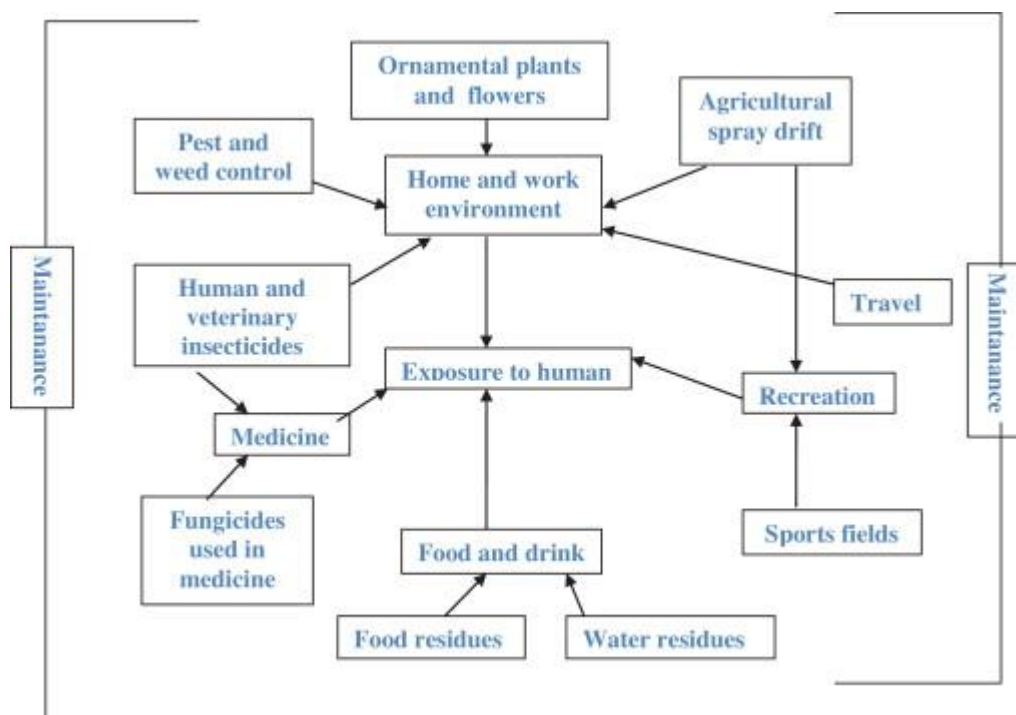 Ornamental plants
and flowers
Agricultural
spray drift
Pest and
weed control
Home and work
environment
Maintanance
Human and
veterinary
insecticides
Travel
Maintanance
Exposure to human
Recreation
Medicine
Fungicides
used in
medicine
Sports fields
Food and drink
Food residues
Water residues